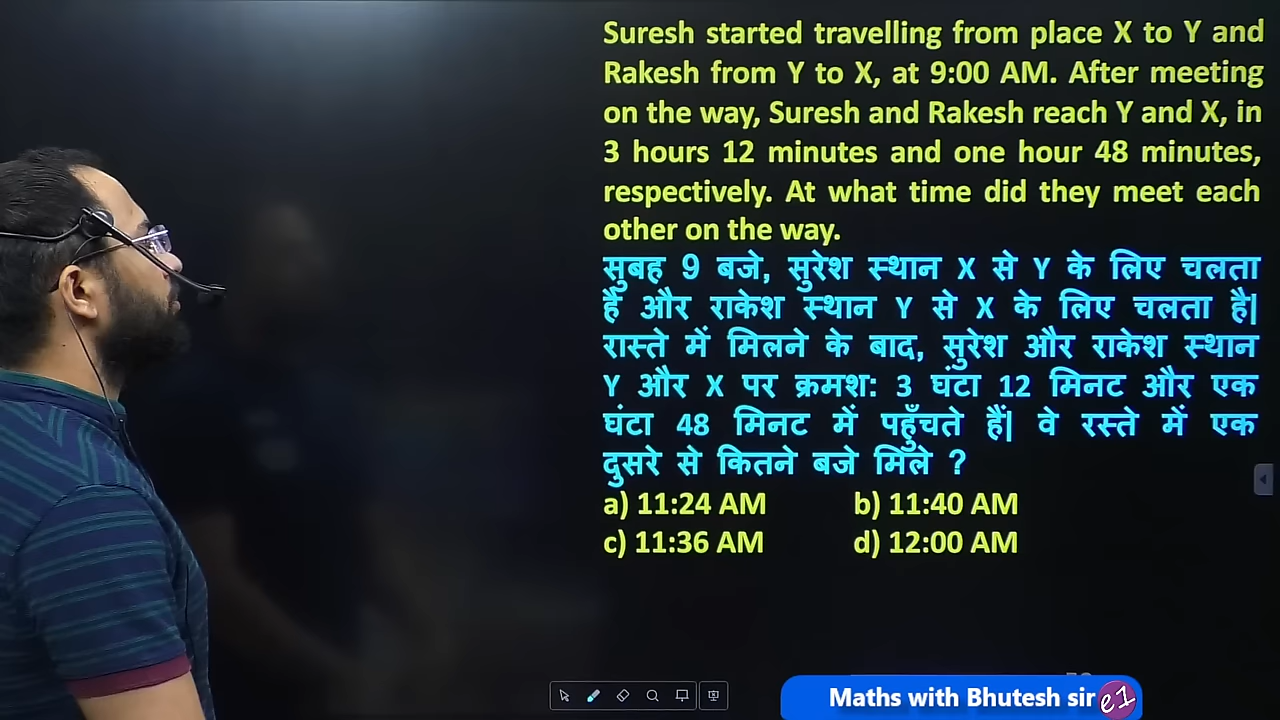 Suresh started travelling from place X to Y and
Rakesh from Y to X, at 9:00 AM. After meeting
on the way, Suresh and Rakesh reach Y and X, in
3 hours 12 minutes and one hour 48 minutes,
respectively. At what time did they meet each
other on the way.
सुबह 9 बजे, सुरेश स्थान X से Y के लिए चलता
है और राकेश स्थान Y से X के लिए चलता है|
रास्ते में मिलने के बाद, सुरेश और राकेश स्थान
Y और X पर क्रमश: 3 घंटा 12 मिनट और एक
घंटा 48 मिनट में पहुँचते हैं| वे रस्ते में एक
दुसरे से कितने बजे मिले ?
a) 11:24 AM b) 11:40 AM
c) 11:36 AM d) 12:00 AM
Maths with Bhutesh sir e1